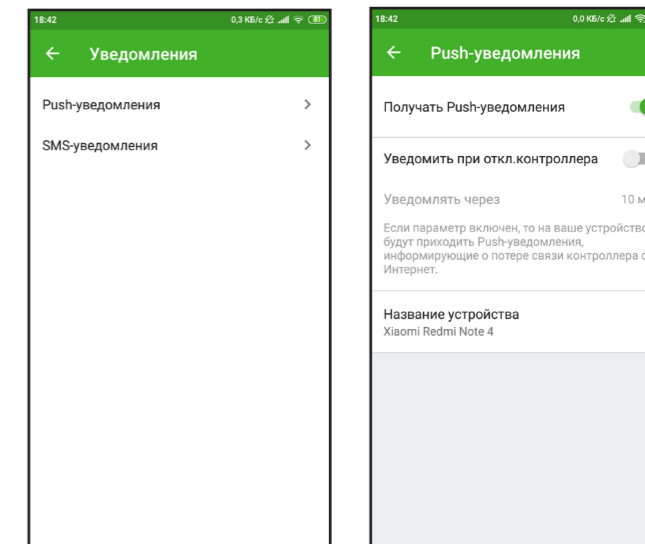 18:42 0,3 КБ/с 81
Уведомления
Push-уведомления
SMS-уведомления
18:42 0,0 КБ/с
Push-уведомления
Получать Push-уведомления
Уведомить при откл.контроллера
Уведомлять через 10
Если параметр включен, то на ваше устройство
будут приходить Push-уведомления,
информирующие о потере связи контроллера с
Интернет.
Название устройства
Xiaomi Redmi Note 4